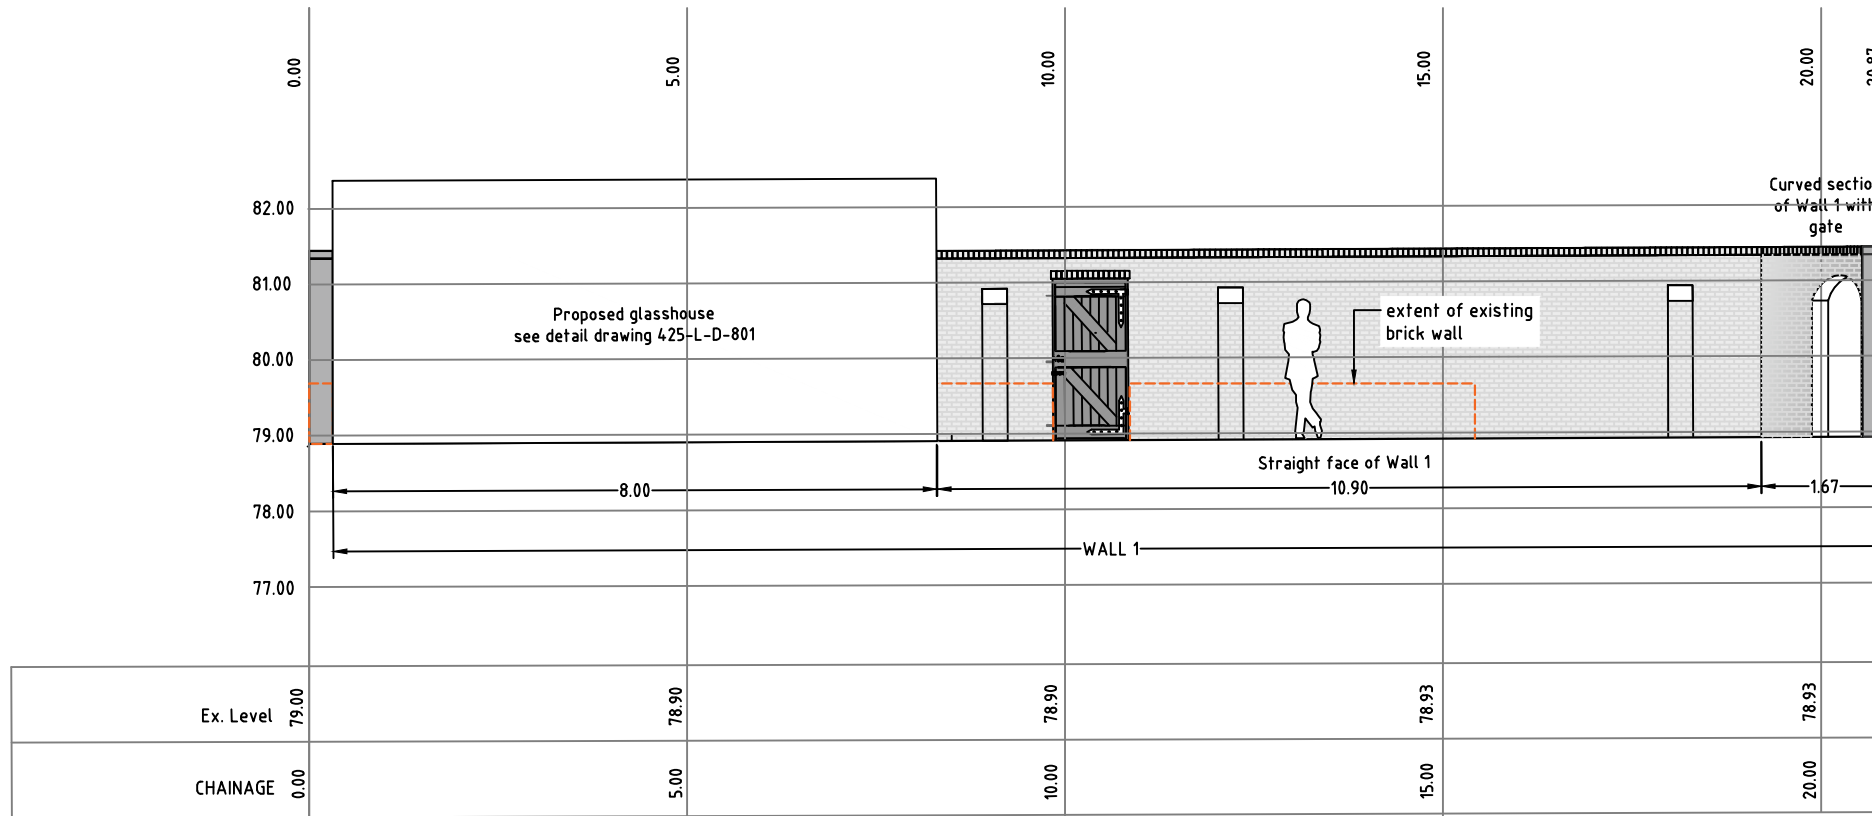 0.00
5.00
10.00
15.00
20.00
Curved
of Wall 1
gate
82.00
81.00
80.00
79.00
78.00
77.00
Proposed glasshouse
see detail drawing 425-L-D-801
extent of existing
brick wall
Straight face of Wall 1
8.00
10.90
1.67
WALL 1
Ex. Level
79.00
78.90
78.90
78.93
78.93
CHAINAGE
0.00
5.00
10.00
15.00
20.00